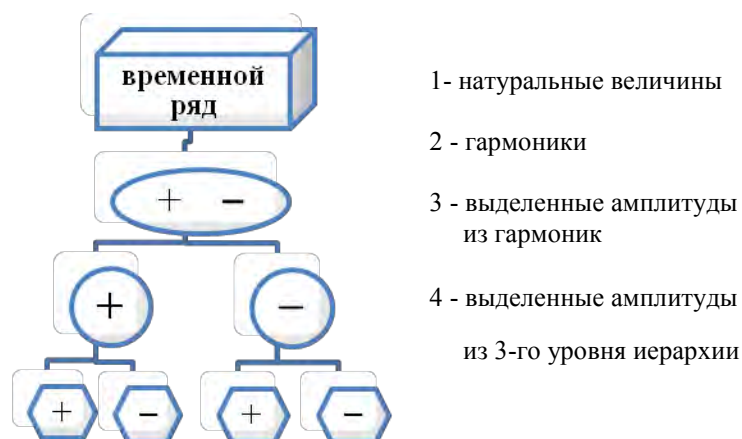 временной
ряд
1- натуральные величины
+ −
2 - гармоники
3 - выделенные амплитуды
из гармоник
+ −
4 - выделенные амплитуды
из 3-го уровня иерархии
+ − + −